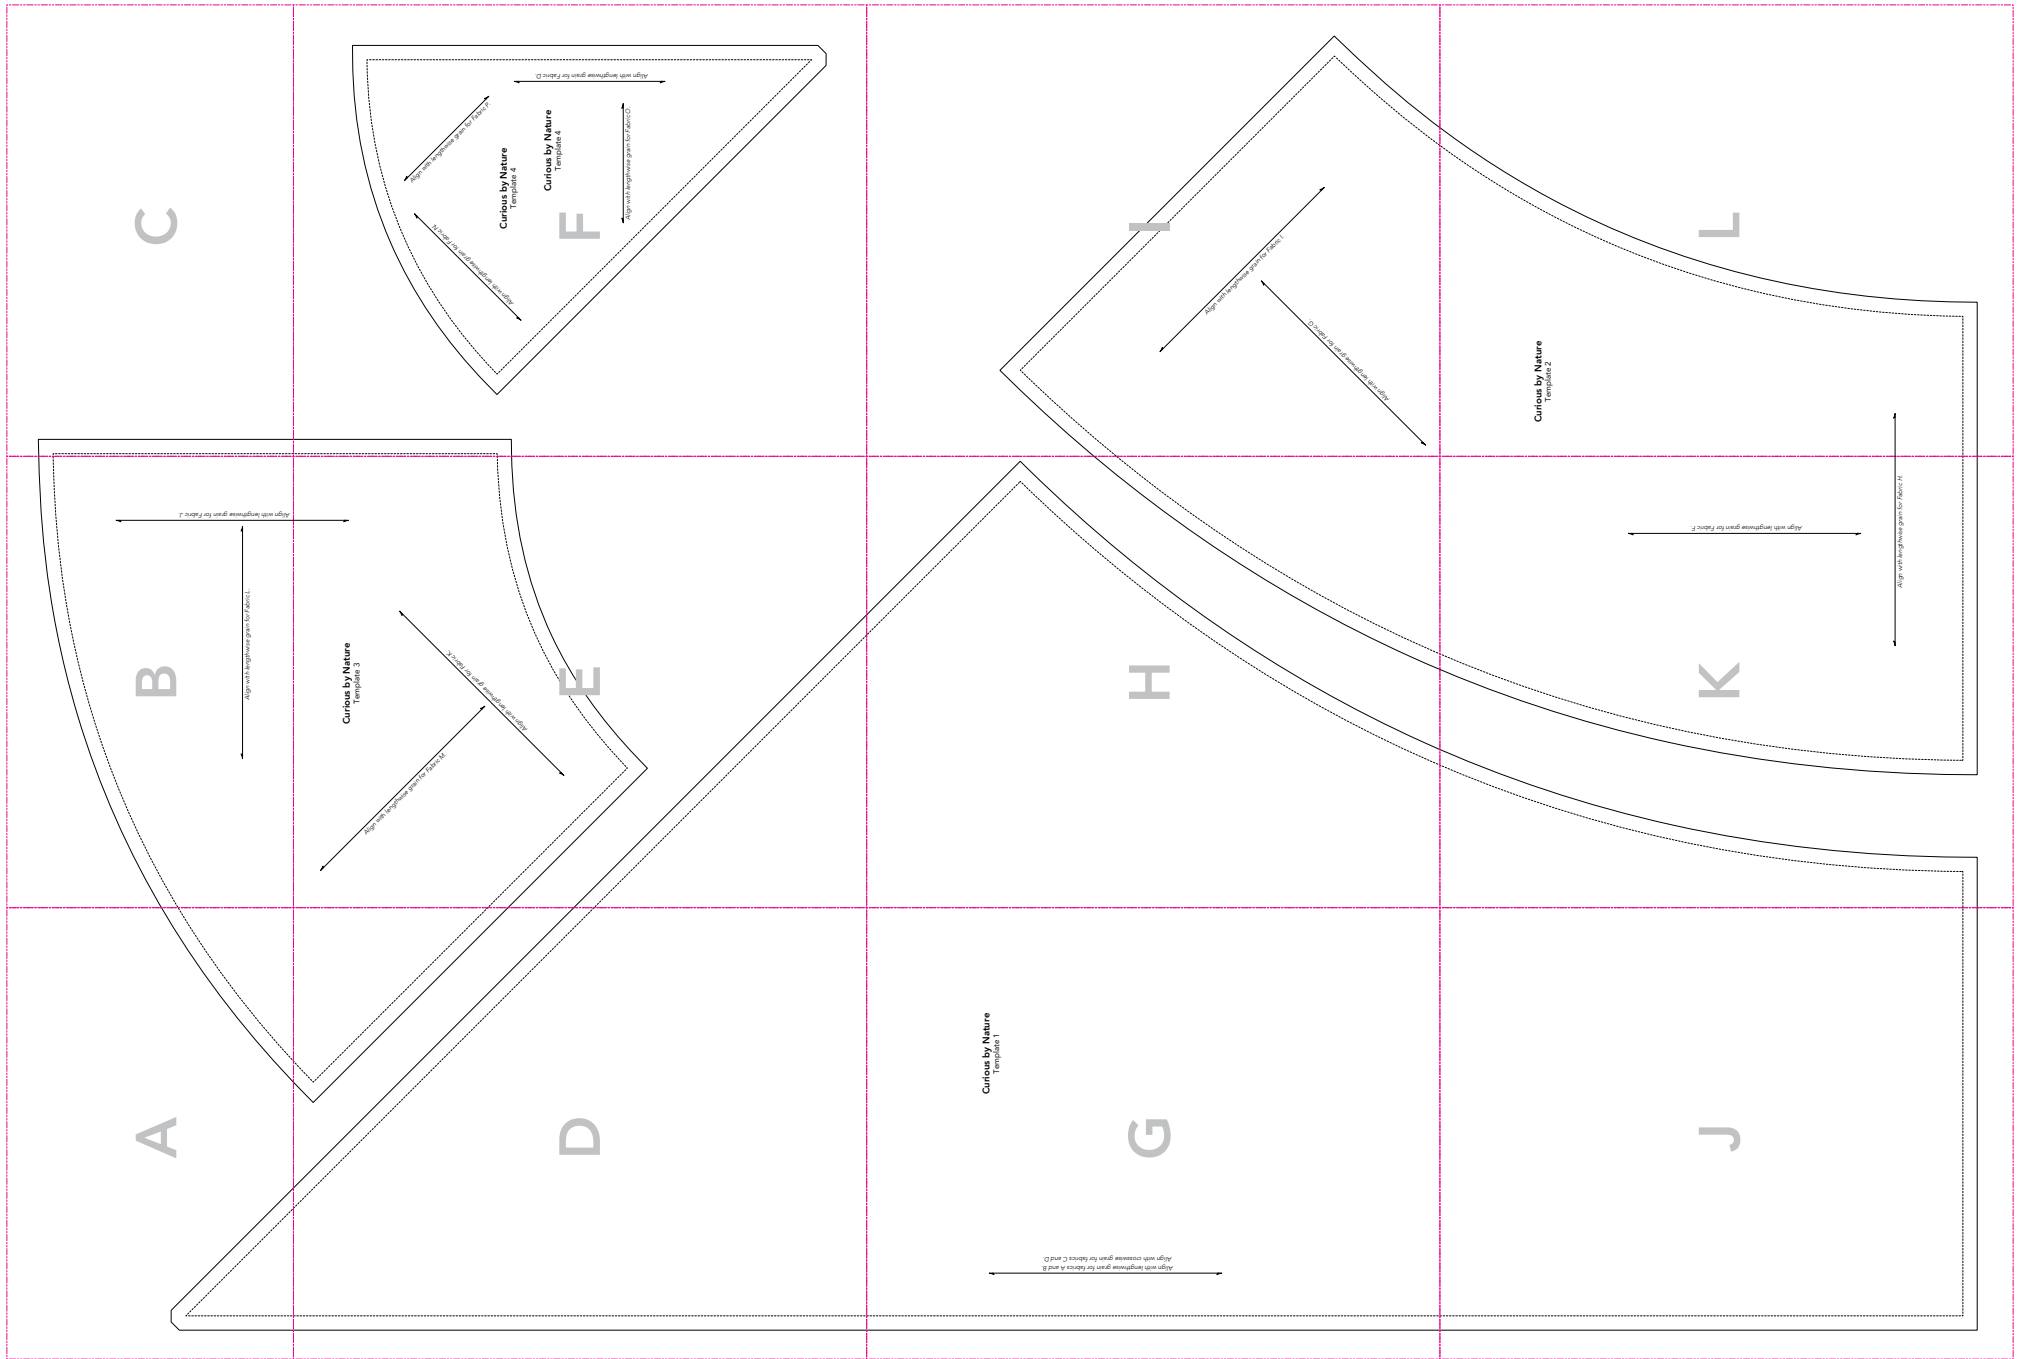 C
F
I
L
Align with lengthwise grain for Fabric D.
Align with lengthwise grain for Fabric P.
Curious by Nature
Template 4
Curious by Nature
Template 4
Align with lengthwise grain for Fabric O.
Align with lengthwise grain for Fabric N.
Align with lengthwise grain for Fabric I.
Align with lengthwise grain for Fabric G.
Curious by Nature
Template 2
Align with lengthwise grain for Fabric H.
Align with lengthwise grain for Fabric F.
B
E
H
K
Align with lengthwise grain for Fabric J.
Align with lengthwise grain for Fabric L.
Curious by Nature
Template 3
Align with lengthwise grain for Fabric K.
Align with lengthwise grain for Fabric M.
A
D
G
J
Curious by Nature
Template 1
Align with lengthwise grain for fabrics A and B.
Align with crosswise grain for fabrics C and D.